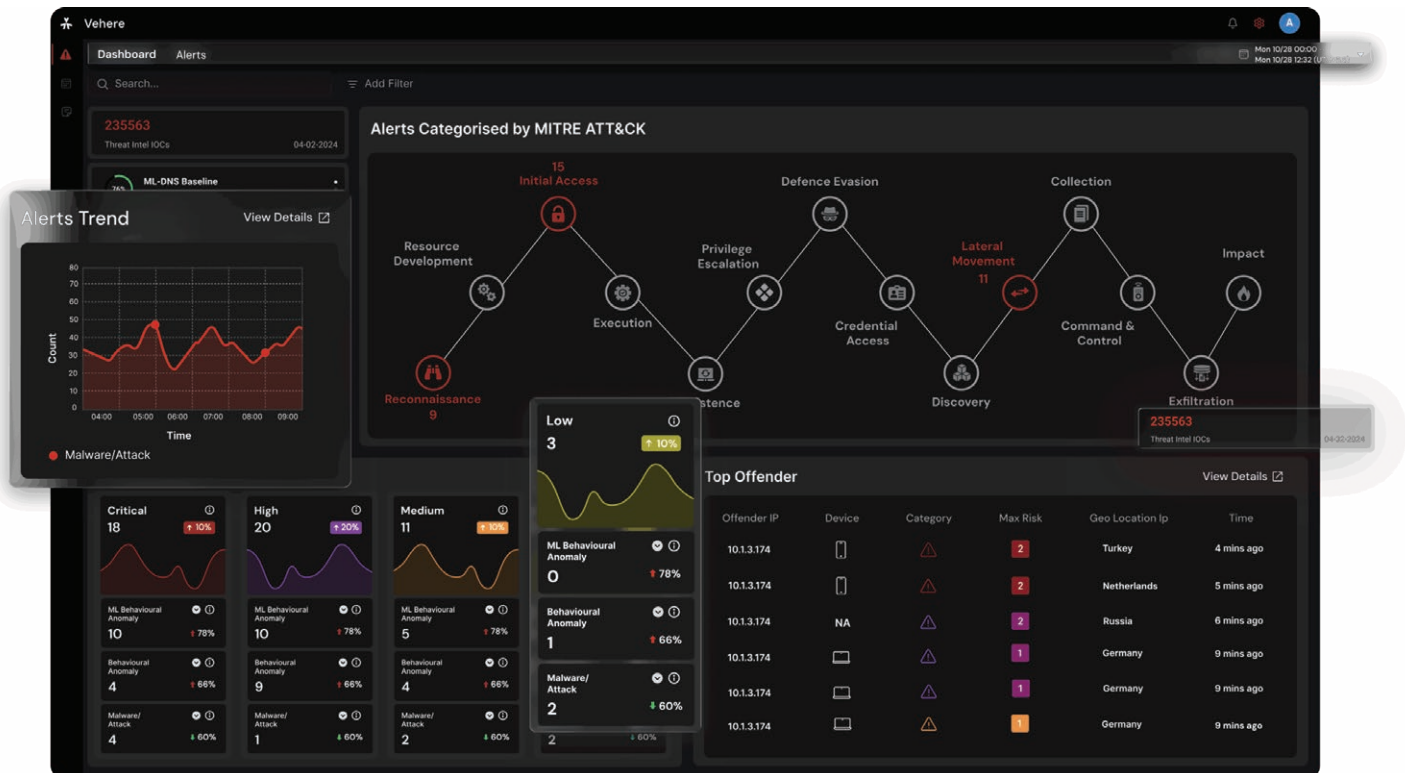 Vehere
A
Dashboard Alerts
Mon 10/28 00:00
Mon 10/28 12:32
Search...
Add Filter
235563
Threat Intel IOCs 04-02-2024
76%
ML-DNS Baseline
Alerts Trend
View Details
80
70
60
50
40
30
20
10
0
Count
04:00 05:00 06:00 07:00 08:00 09:00
Time
Malware/Attack
Alerts Categorised by MITRE ATT&CK
15
Initial Access
Defence Evasion
Collection
Resource
Development
Privilege
Escalation
Lateral
Movement
11
Impact
Execution
Credential
Access
Command &
Control
Reconnaissance
9
stence
Discovery
Exfiltration
235563
Threat Intel IOCs
Critical
18
↑ 10%
ML Behavioural
Anomaly
10
↑ 78%
Behavioural
Anomaly
4
↑ 66%
Malware/
Attack
4
↓ 60%
High
20
↑ 20%
ML Behavioural
Anomaly
10
↑ 78%
Behavioural
Anomaly
9
↑ 66%
Malware/
Attack
1
↓ 60%
Medium
11
↑ 10%
ML Behavioural
Anomaly
5
↑ 78%
Behavioural
Anomaly
4
↑ 66%
Malware/
Attack
2
↓ 60%
Low
3
↑ 10%
ML Behavioural
Anomaly
0
↑ 78%
Behavioural
Anomaly
1
↑ 66%
Malware/
Attack
2
↓ 60%
2
↓ 60%
Top Offender
View Details
Offender IP Device Category Max Risk Geo Location Ip Time
10.1.3.174 2 Turkey 4 mins ago
10.1.3.174 2 Netherlands 5 mins ago
10.1.3.174 NA 2 Russia 6 mins ago
10.1.3.174 1 Germany 9 mins ago
10.1.3.174 1 Germany 9 mins ago
10.1.3.174 1 Germany 9 mins ago